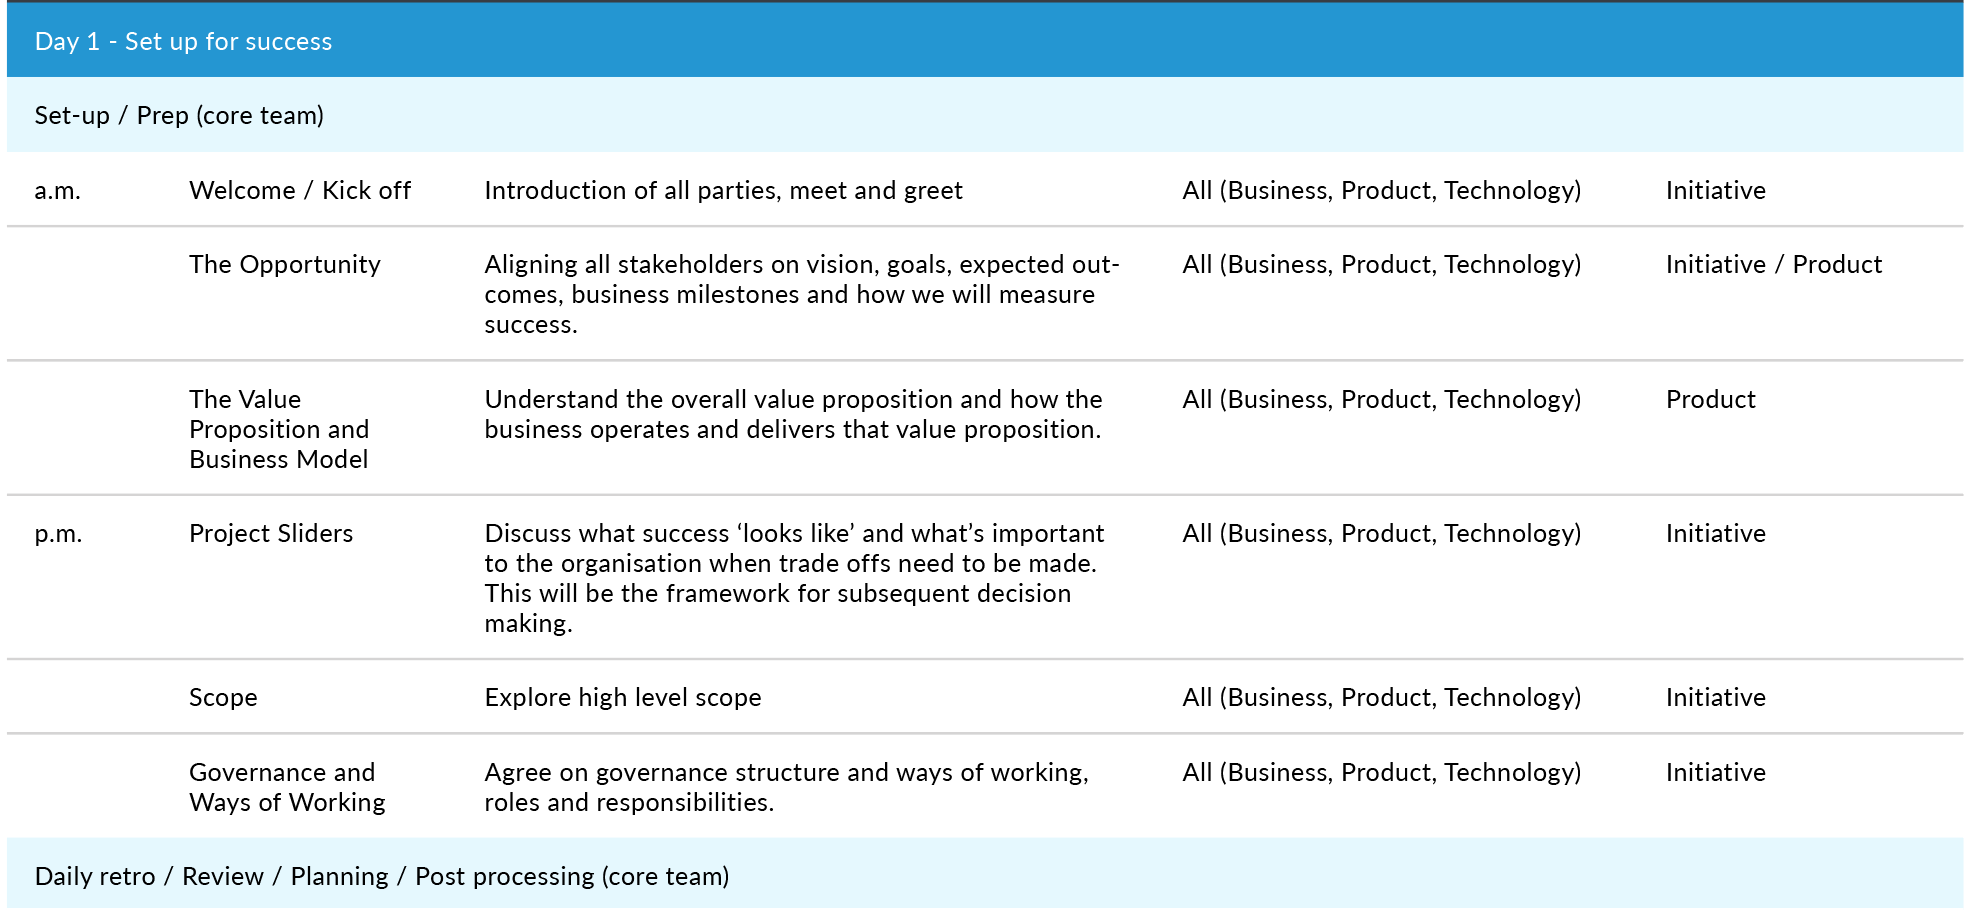 Day 1 - Set up for success
Set-up / Prep (core team)
a.m. Welcome / Kick off Introduction of all parties, meet and greet All (Business, Product, Technology) Initiative
The Opportunity Aligning all stakeholders on vision, goals, expected out- All (Business, Product, Technology) Initiative / Product
comes, business milestones and how we will measure
success.
The Value Understand the overall value proposition and how the All (Business, Product, Technology) Product
Proposition and business operates and delivers that value proposition.
Business Model
p.m. Project Sliders Discuss what success ‘looks like’ and what’s important All (Business, Product, Technology) Initiative
to the organisation when trade offs need to be made.
This will be the framework for subsequent decision
making.
Scope Explore high level scope All (Business, Product, Technology) Initiative
Governance and Agree on governance structure and ways of working, All (Business, Product, Technology) Initiative
Ways of Working roles and responsibilities.
Daily retro / Review / Planning / Post processing (core team)